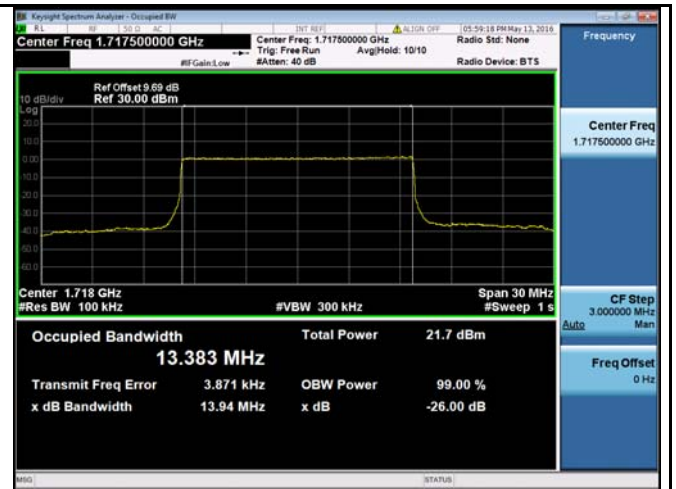 Keysight Spectrum Analyzer - Occupied BW
RL RF 50 Ω AC INT REF ALIGN OFF 05:59:18 PM May 13, 2016
Center Freq 1.717500000 GHz
Center Freq: 1.717500000 GHz
Radio Std: None
Trig: Free Run Avg|Hold: 10/10
#IFGain:Low #Atten: 40 dB Radio Device: BTS
Frequency
Ref Offset 9.69 dB
10 dB/div Ref 30.00 dBm
Log
20.0
10.0
0.00
10.0
20.0
30.0
40.0
50.0
60.0
Center 1.718 GHz Span 30 MHz
#Res BW 100 kHz #VBW 300 kHz #Sweep 1 s
Occupied Bandwidth Total Power 21.7 dBm
13.383 MHz
Transmit Freq Error 3.871 kHz OBW Power 99.00 %
x dB Bandwidth 13.94 MHz x dB -26.00 dB
Center Freq
1.717500000 GHz
CF Step
3.000000 MHz
Auto Man
Freq Offset
0 Hz
MSG STATUS